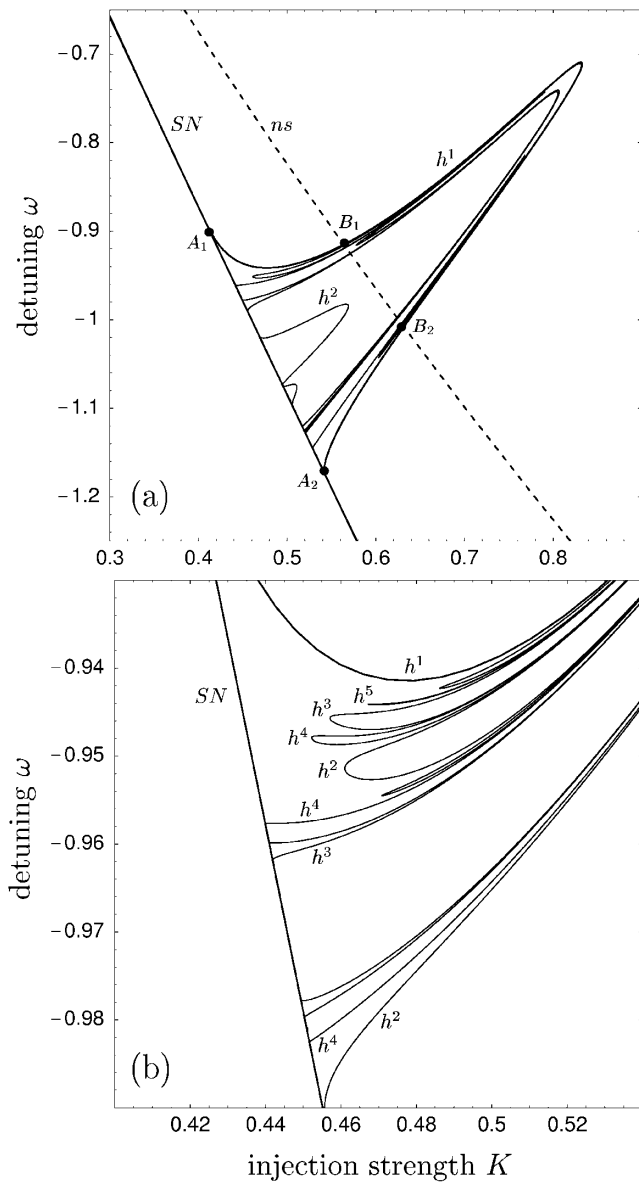 −0.7
SN
ns
−0.8
h¹
−0.9
B₁
A₁
h²
−1
B₂
−1.1
A₂
−1.2
(a)
detuning ω
0.3 0.4 0.5 0.6 0.7 0.8
−0.94
h¹
SN
h⁵
h³
h⁴
−0.95
h²
h⁴
−0.96
h³
−0.97
−0.98
h²
h⁴
(b)
detuning ω
0.42 0.44 0.46 0.48 0.5 0.52
injection strength K